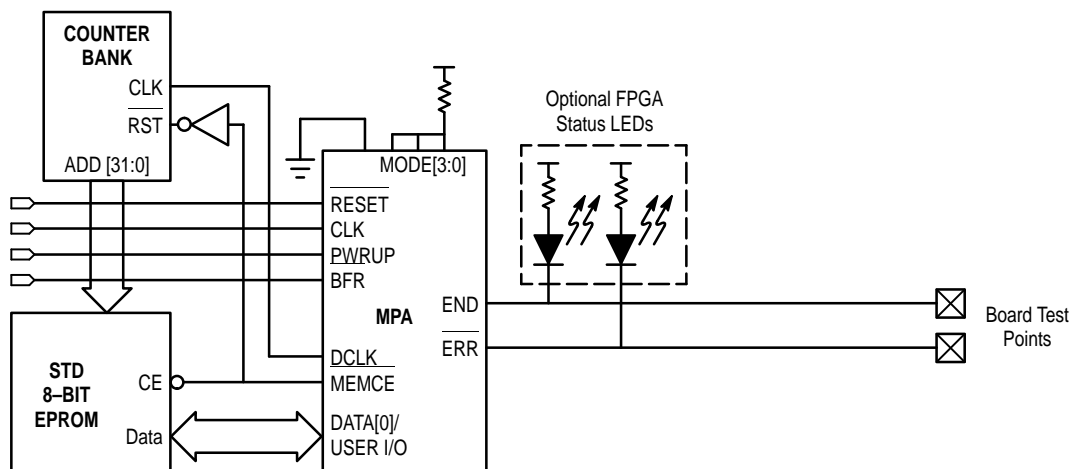 COUNTER
BANK
CLK
RST
ADD [31:0]
MODE[3:0]
Optional FPGA
Status LEDs
RESET
CLK
PWRUP
BFR
MPA
END
ERR
DCLK
MEMCE
DATA[0]/
USER I/O
Board Test
Points
STD
8–BIT
EPROM
CE
Data